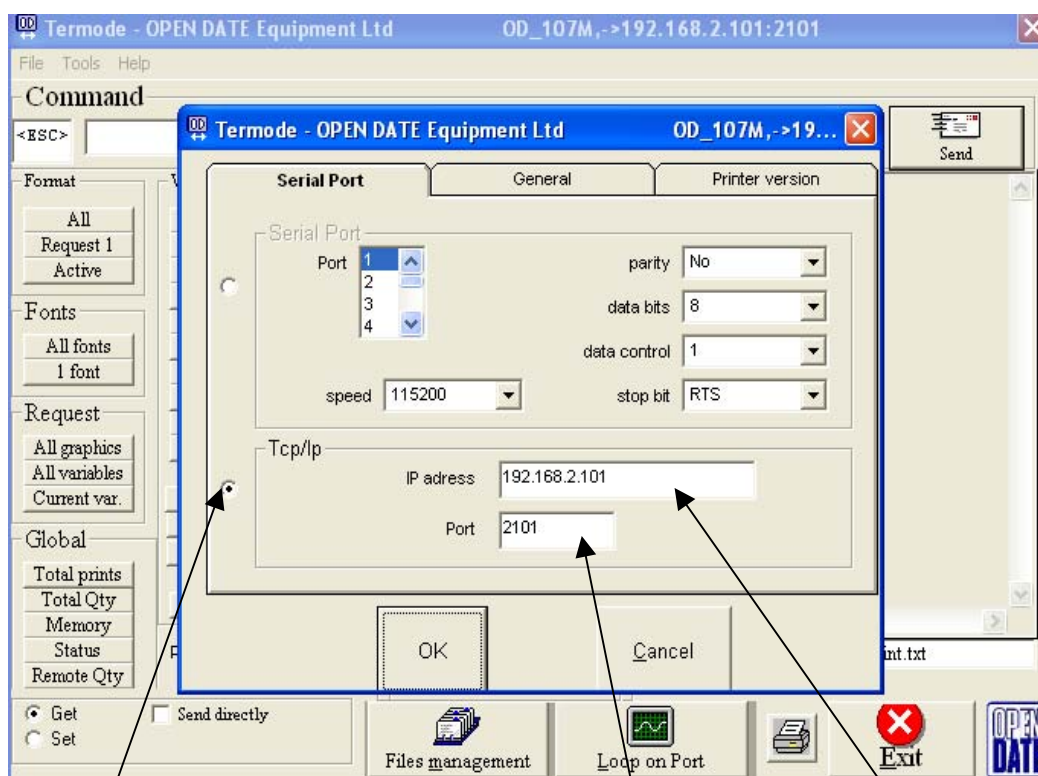 Termode - OPEN DATE Equipment Ltd OD_107M,->192.168.2.101:2101
File Tools Help
Command
<ESC>
Send
Termode - OPEN DATE Equipment Ltd OD_107M,->19...
Serial Port General Printer version
Serial Port
Port 1
2
3
4
speed 115200
parity No
data bits 8
data control 1
stop bit RTS
Tcp/Ip
IP adress 192.168.2.101
Port 2101
OK
Cancel
Format
All
Request 1
Active
Fonts
All fonts
1 font
Request
All graphics
All variables
Current var.
Global
Total prints
Total Qty
Memory
Status
Remote Qty
int.txt
Get
Set
Send directly
Files management
Loop on Port
Exit
OPEN
DATE